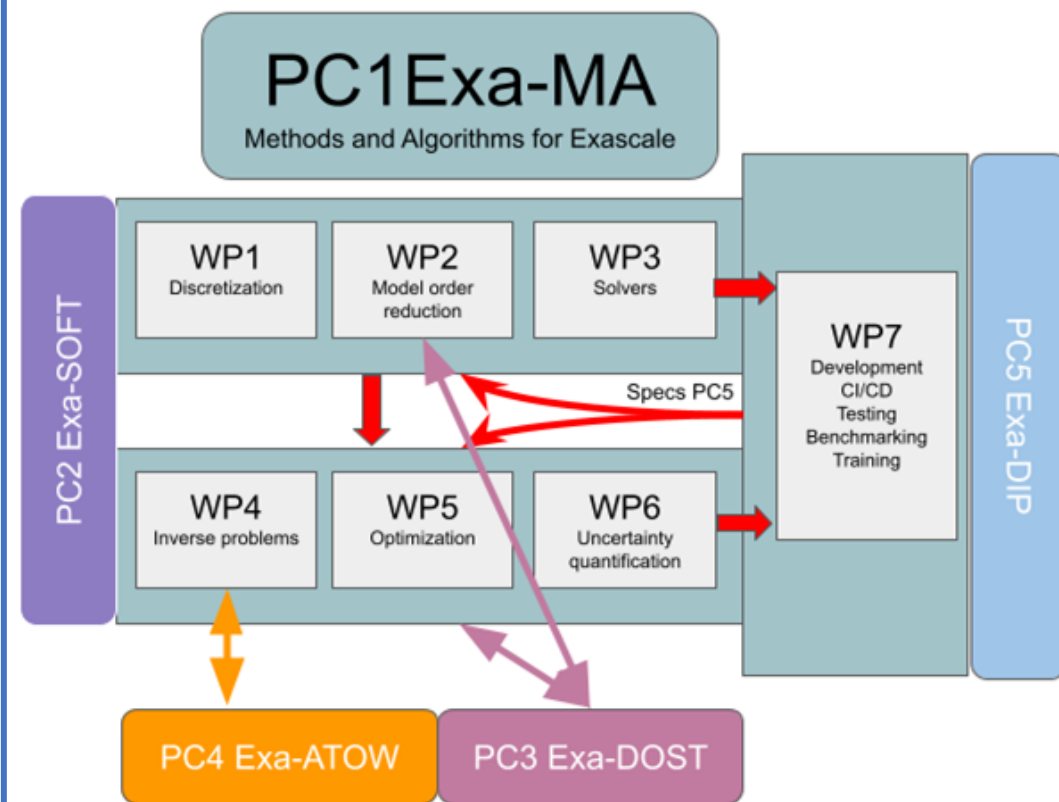 PC1Exa-MA
Methods and Algorithms for Exascale
PC2 Exa-SOFT
WP1
Discretization
WP2
Model order
reduction
WP3
Solvers
Specs PC5
WP4
Inverse problems
WP5
Optimization
WP6
Uncertainty
quantification
WP7
Development
CI/CD
Testing
Benchmarking
Training
PC5 Exa-DIP
PC4 Exa-ATOW
PC3 Exa-DOST